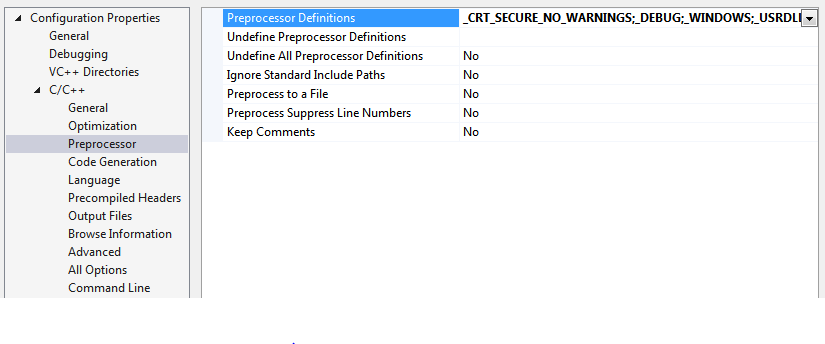 Configuration Properties
General
Debugging
VC++ Directories
C/C++
General
Optimization
Preprocessor
Code Generation
Language
Precompiled Headers
Output Files
Browse Information
Advanced
All Options
Command Line
Preprocessor Definitions _CRT_SECURE_NO_WARNINGS;_DEBUG;_WINDOWS;_USRDLI
Undefine Preprocessor Definitions
Undefine All Preprocessor Definitions No
Ignore Standard Include Paths No
Preprocess to a File No
Preprocess Suppress Line Numbers No
Keep Comments No